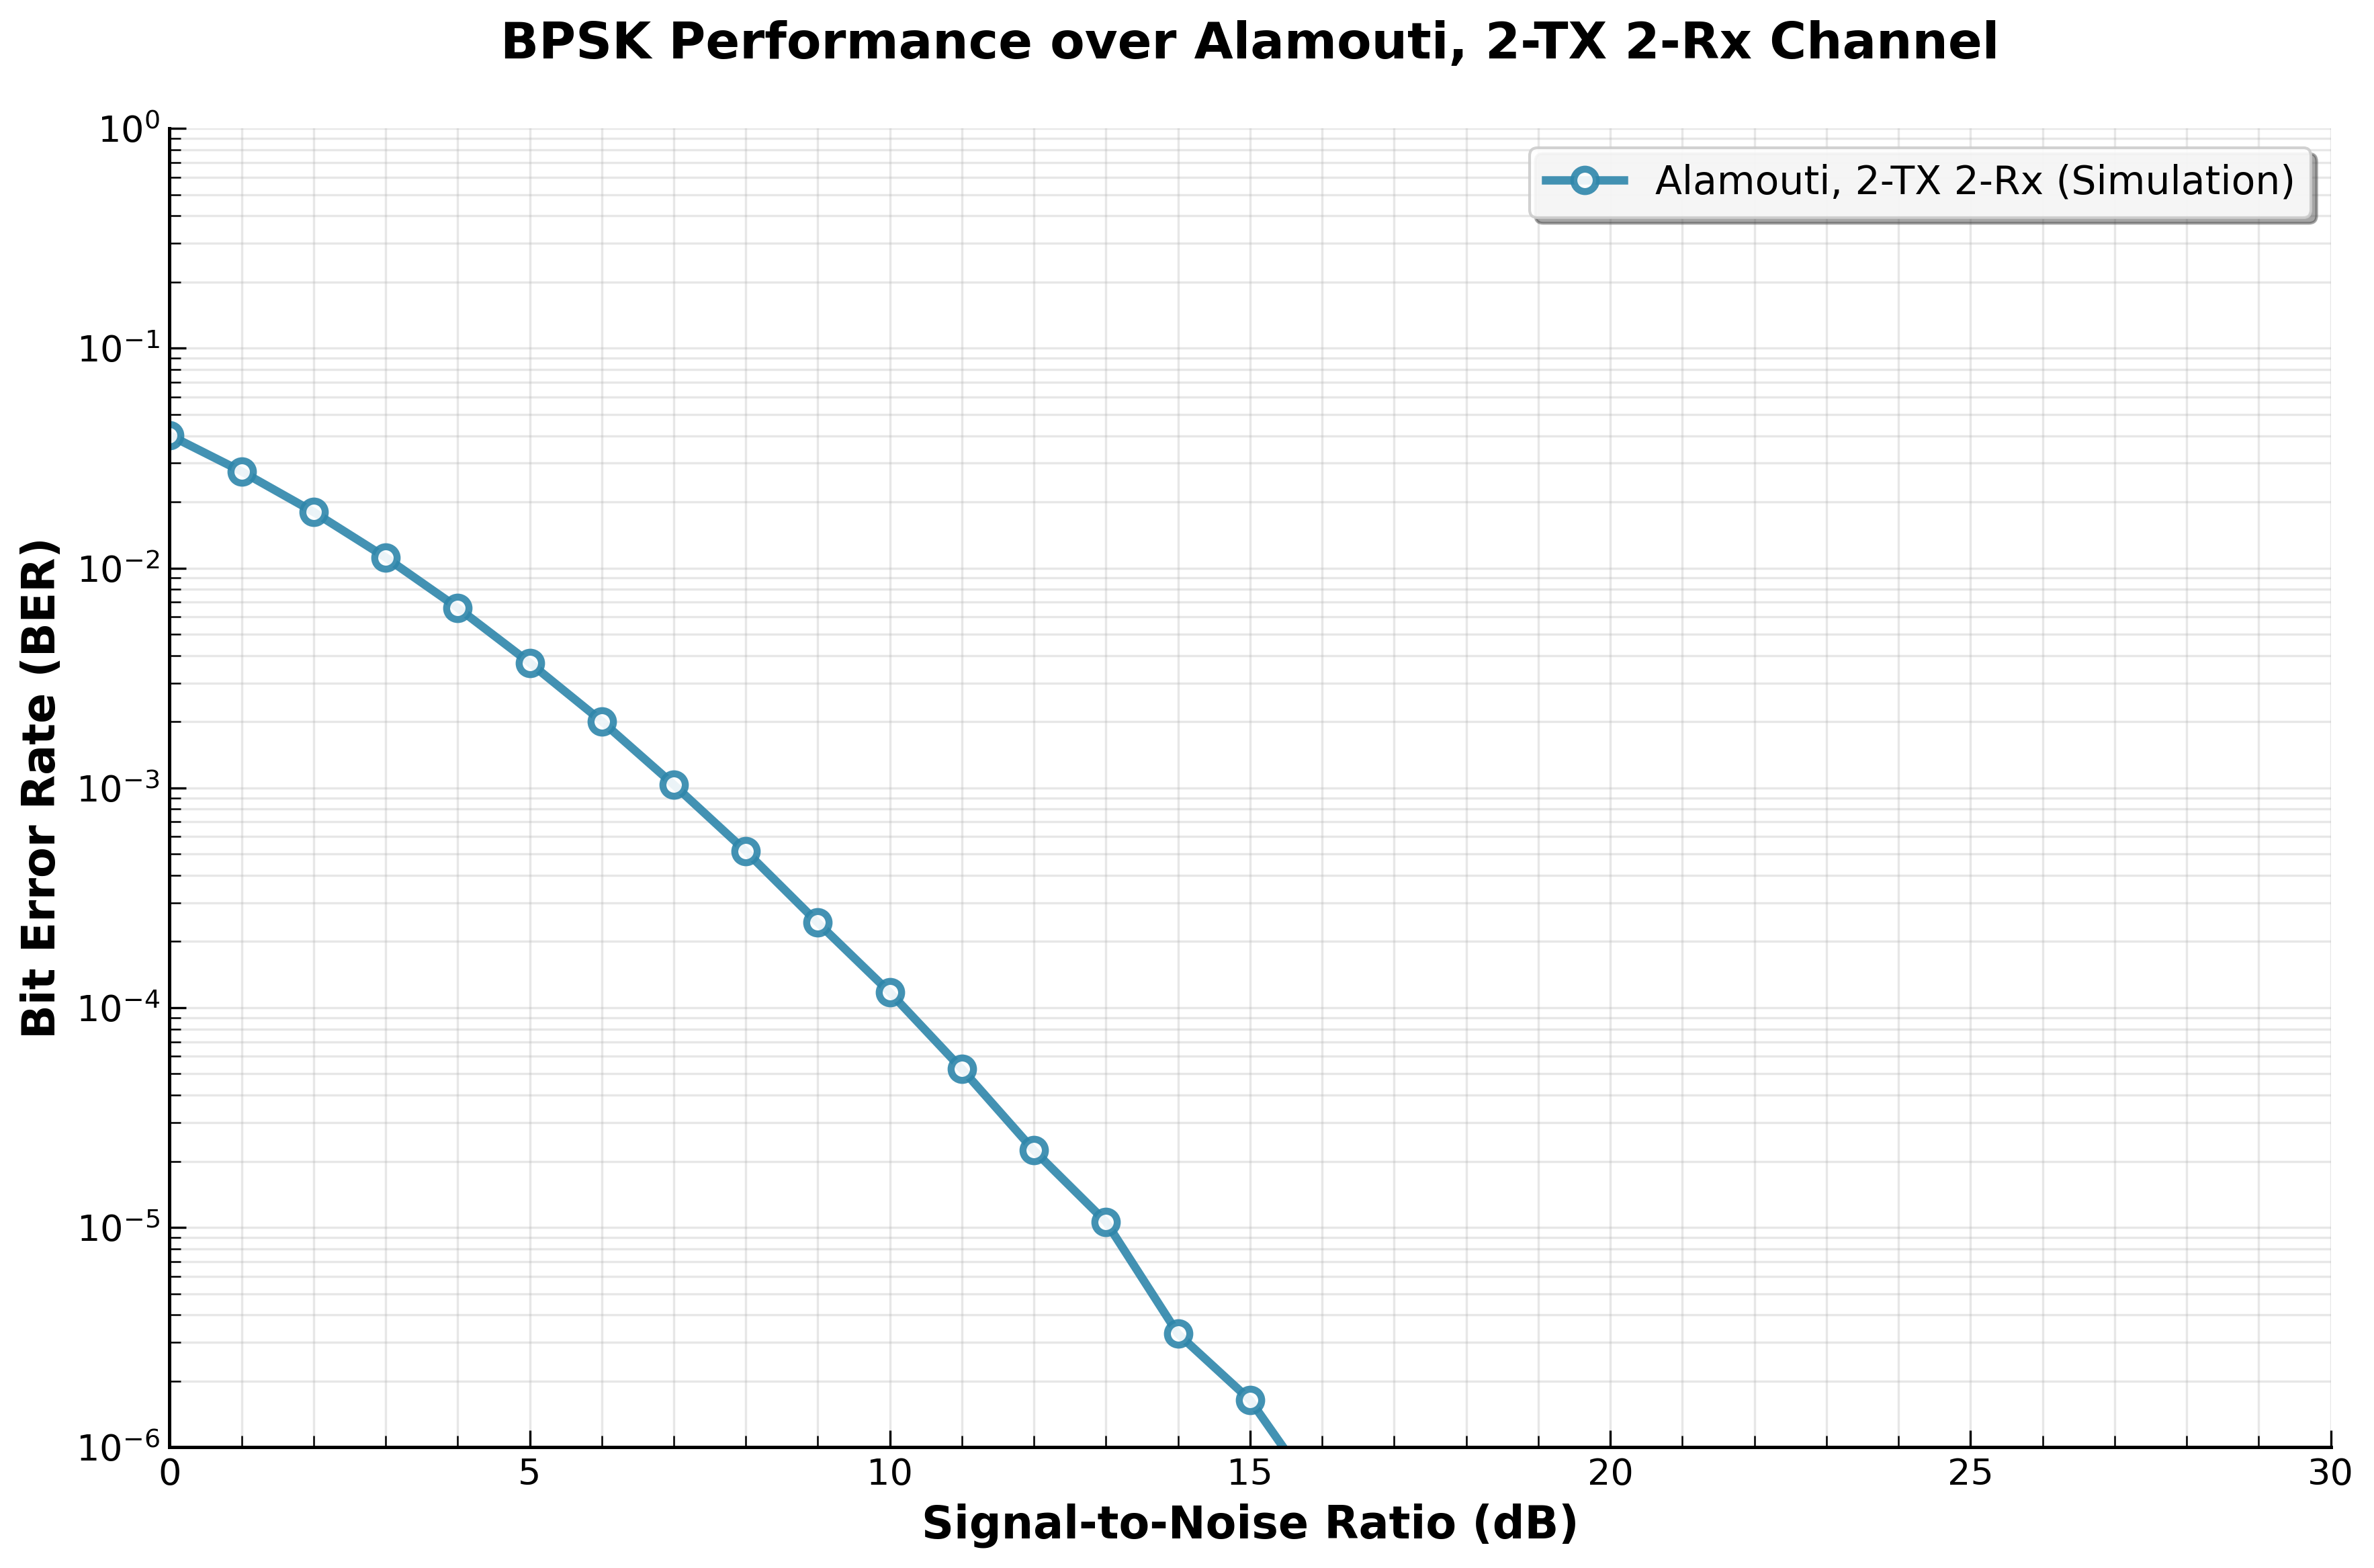 BPSK Performance over Alamouti, 2-TX 2-Rx Channel
Alamouti, 2-TX 2-Rx (Simulation)
Bit Error Rate (BER)
10⁰
10⁻¹
10⁻²
10⁻³
10⁻⁴
10⁻⁵
10⁻⁶
0 5 10 15 20 25 30
Signal-to-Noise Ratio (dB)